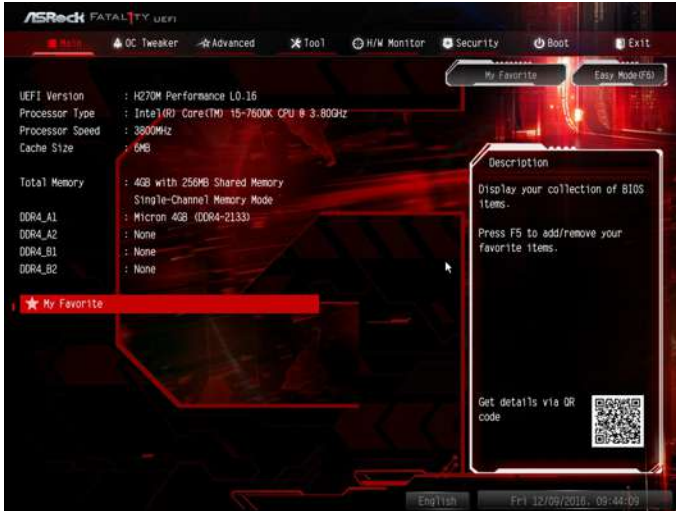 ASRock FATAL1TY UEFI
Main OC Tweaker Advanced Tool H/W Monitor Security Boot Exit
My Favorite Easy Mode(F6)
UEFI Version : H270M Performance L0.16
Processor Type : Intel(R) Core(TM) i5-7600K CPU @ 3.80GHz
Processor Speed : 3800MHz
Cache Size : 6MB
Total Memory : 4GB with 256MB Shared Memory
Single-Channel Memory Mode
DDR4_A1 : Micron 4GB (DDR4-2133)
DDR4_A2 : None
DDR4_B1 : None
DDR4_B2 : None
My Favorite
Description
Display your collection of BIOS
items.
Press F5 to add/remove your
favorite items.
Get details via QR
code
English Fri 12/09/2016. 09:44:09